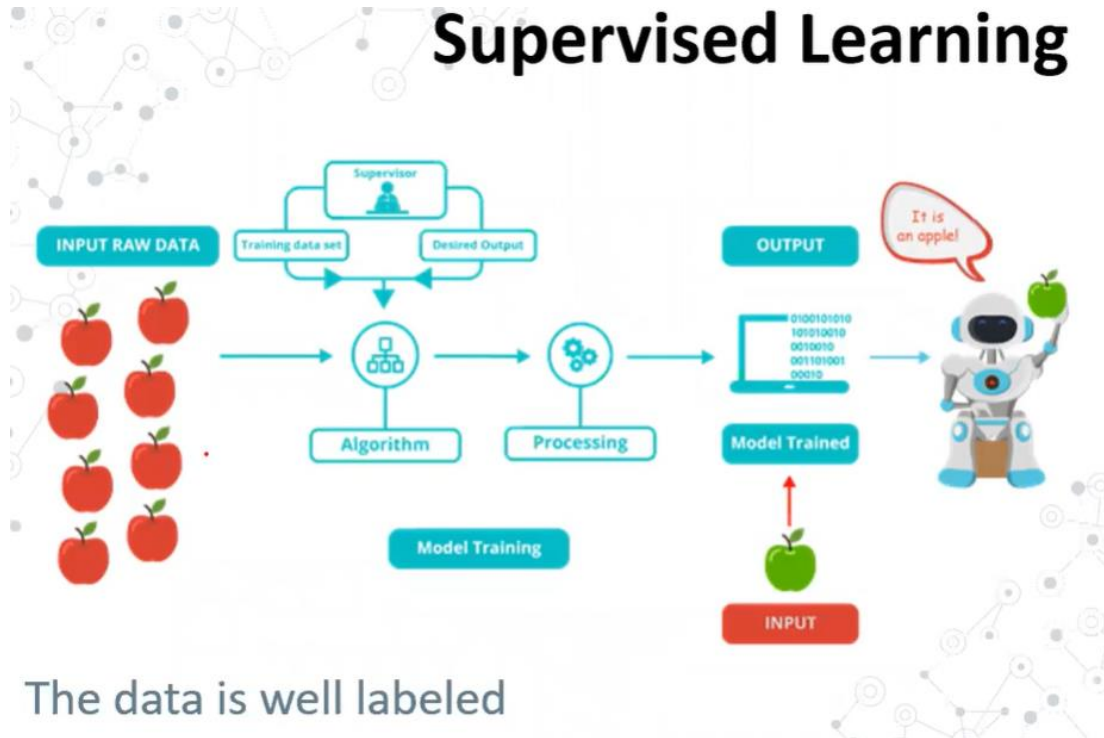 Supervised Learning
Supervisor
INPUT RAW DATA
Training data set
Desired Output
OUTPUT
It is
an apple!
0100101010
101010010
0010010
001101001
00010
Algorithm
Processing
Model Trained
Model Training
INPUT
The data is well labeled